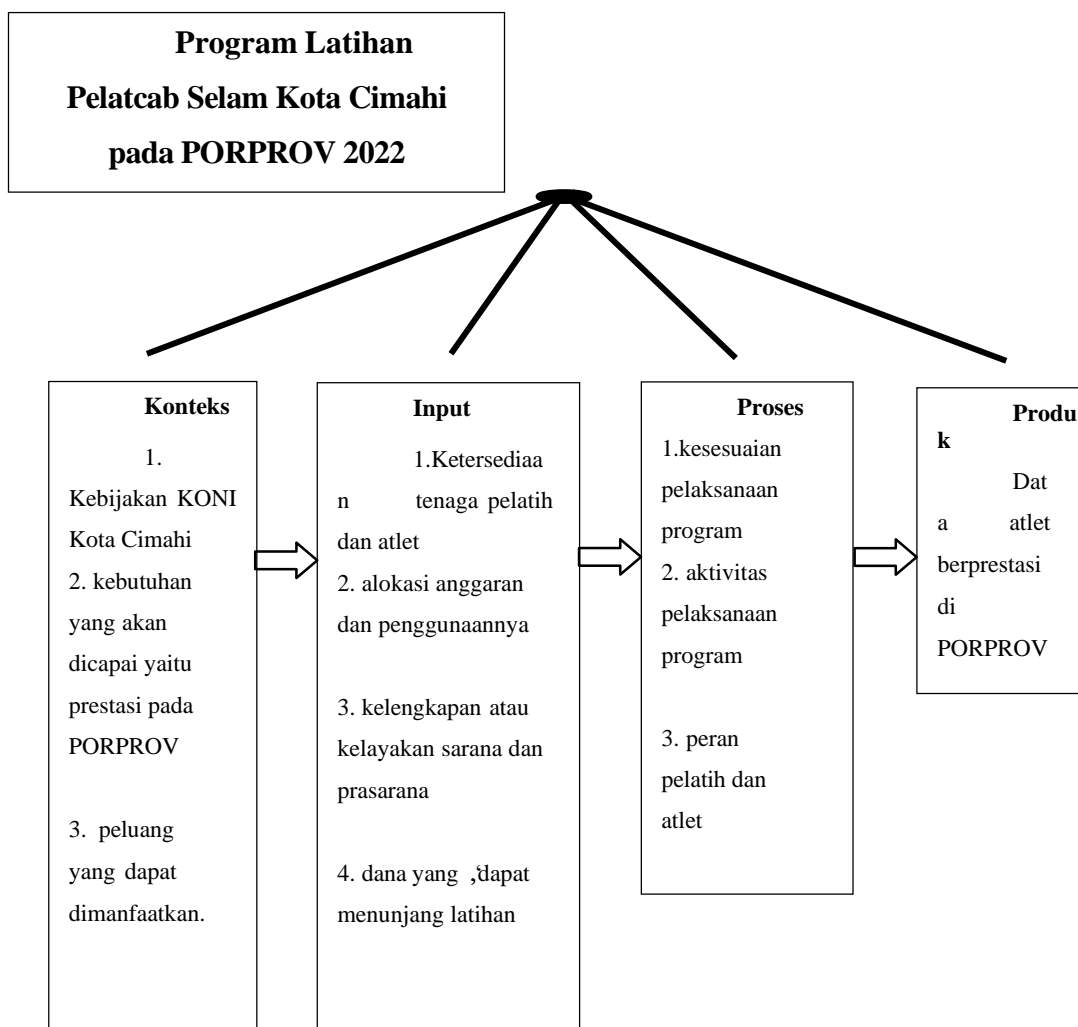 Program Latihan
Pelatcab Selam Kota Cimahi
pada PORPROV 2022
Konteks
1.
Kebijakan KONI
Kota Cimahi
2. kebutuhan
yang akan
dicapai yaitu
prestasi pada
PORPROV
3. peluang
yang dapat
dimanfaatkan.
Input
1.Ketersediaa
n tenaga pelatih
dan atlet
2. alokasi anggaran
dan penggunaannya
3. kelengkapan atau
kelayakan sarana dan
prasarana
4. dana yang ,‘dapat
menunjang latihan
Proses
1.kesesuaian
pelaksanaan
program
2. aktivitas
pelaksanaan
program
3. peran
pelatih dan
atlet
Produ
k
Dat
a atlet
berprestasi
di
PORPROV